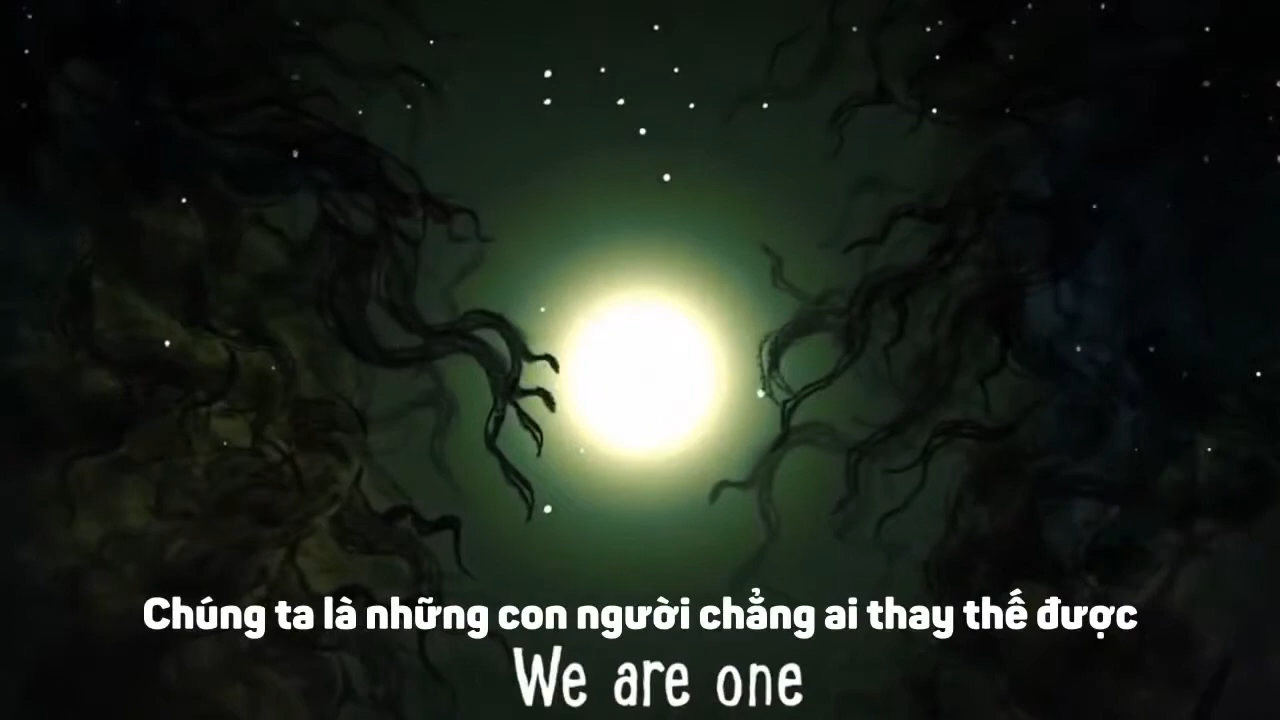 Chúng ta là những con người chẳng ai thay thế được
We are one